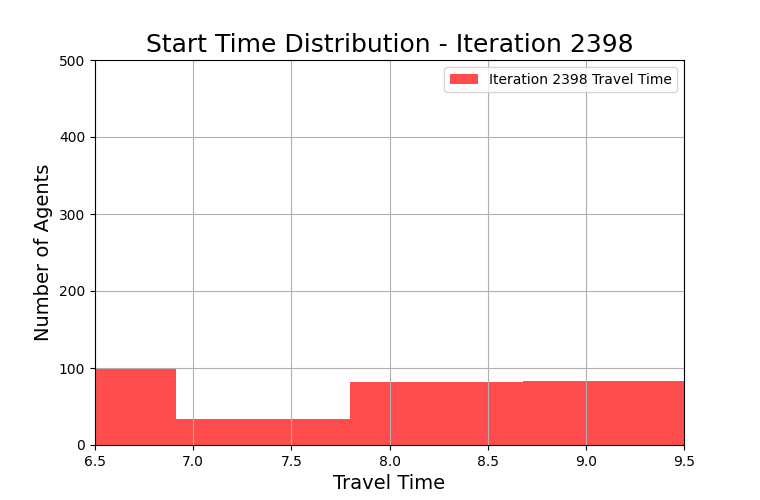 Start Time Distribution - Iteration 2398
Iteration 2398 Travel Time
Number of Agents
500
400
300
200
100
0
6.5 7.0 7.5 8.0 8.5 9.0 9.5
Travel Time